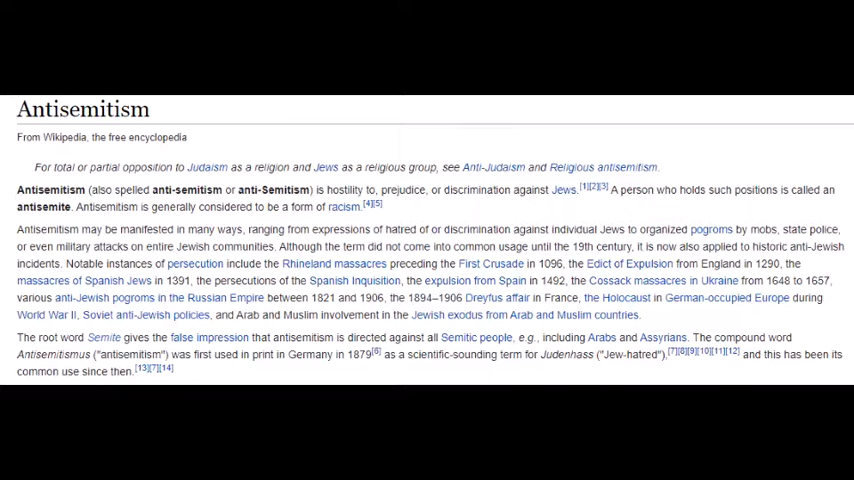 Antisemitism
From Wikipedia, the free encyclopedia
For total or partial opposition to Judaism as a religion and Jews as a religious group, see Anti-Judaism and Religious antisemitism.
Antisemitism (also spelled anti-semitism or anti-Semitism) is hostility to, prejudice, or discrimination against Jews.[1][2][3] A person who holds such positions is called an
antisemite. Antisemitism is generally considered to be a form of racism.[4][5]
Antisemitism may be manifested in many ways, ranging from expressions of hatred of or discrimination against individual Jews to organized pogroms by mobs, state police,
or even military attacks on entire Jewish communities. Although the term did not come into common usage until the 19th century, it is now also applied to historic anti-Jewish
incidents. Notable instances of persecution include the Rhineland massacres preceding the First Crusade in 1096, the Edict of Expulsion from England in 1290, the
massacres of Spanish Jews in 1391, the persecutions of the Spanish Inquisition, the expulsion from Spain in 1492, the Cossack massacres in Ukraine from 1648 to 1657,
various anti-Jewish pogroms in the Russian Empire between 1821 and 1906, the 1894–1906 Dreyfus affair in France, the Holocaust in German-occupied Europe during
World War II, Soviet anti-Jewish policies, and Arab and Muslim involvement in the Jewish exodus from Arab and Muslim countries.
The root word Semite gives the false impression that antisemitism is directed against all Semitic people, e.g., including Arabs and Assyrians. The compound word
Antisemitismus ("antisemitism") was first used in print in Germany in 1879[6] as a scientific-sounding term for Judenhass ("Jew-hatred"),[7][8][9][10][11][12] and this has been its
common use since then.[13][7][14]